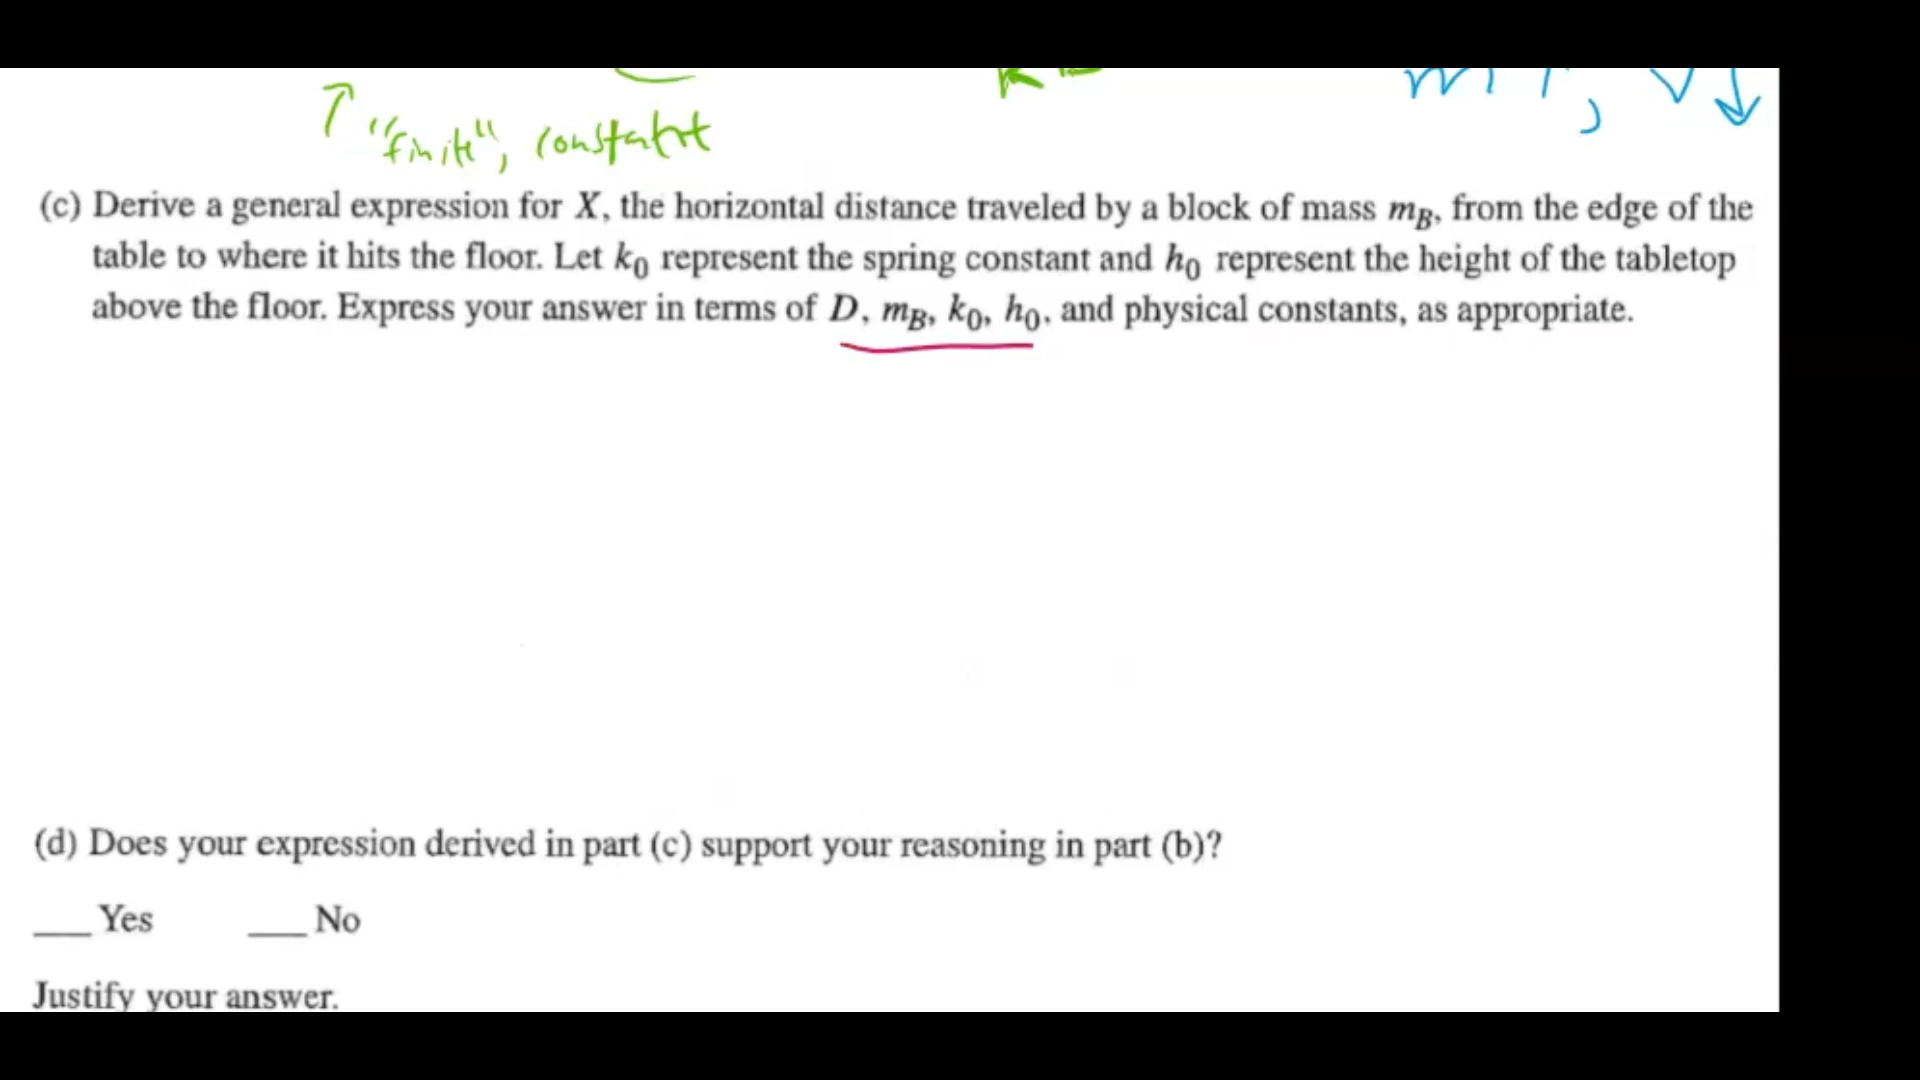 "finite", constant
(c) Derive a general expression for X, the horizontal distance traveled by a block of mass m_B, from the edge of the
table to where it hits the floor. Let k_0 represent the spring constant and h_0 represent the height of the tabletop
above the floor. Express your answer in terms of D, m_B, k_0, h_0, and physical constants, as appropriate.
(d) Does your expression derived in part (c) support your reasoning in part (b)?
___ Yes ___ No
Justify your answer.